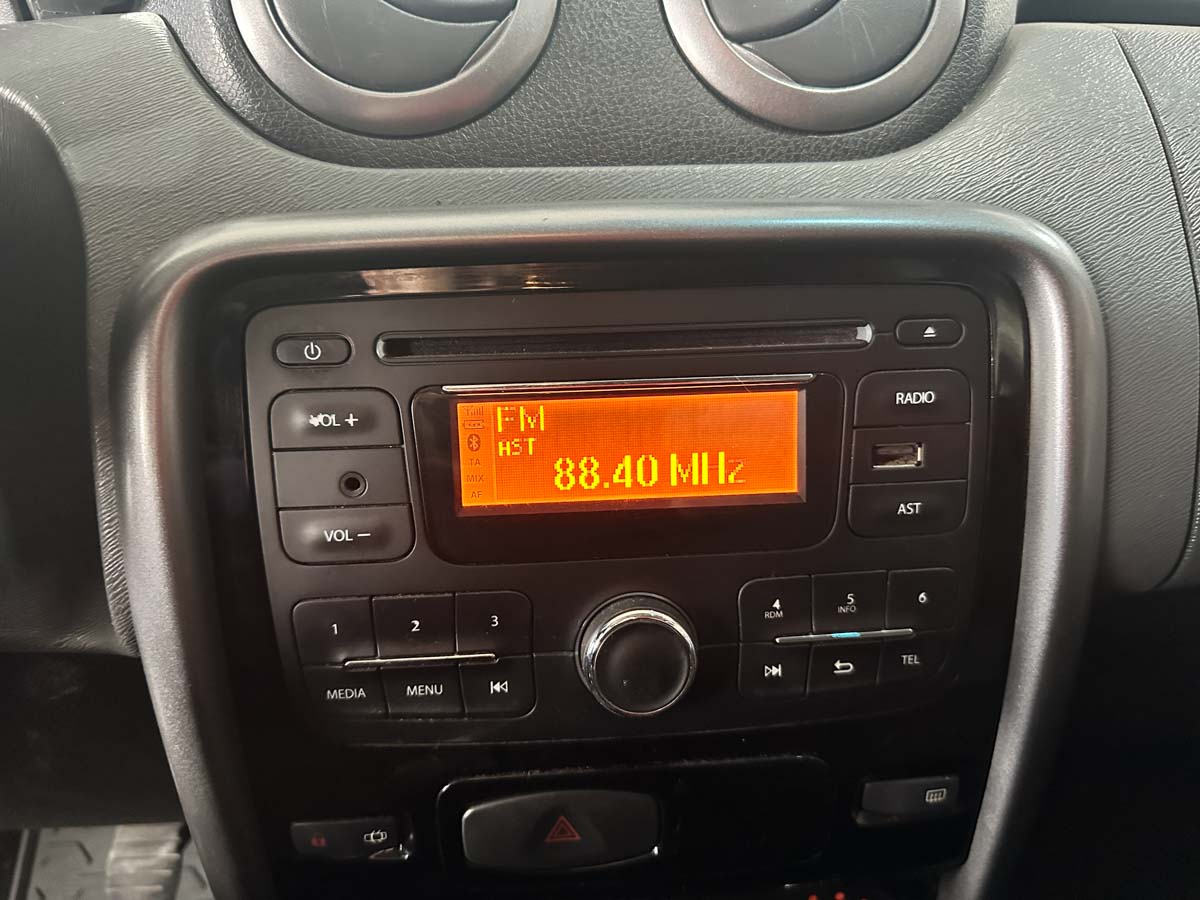 VOL +
RADIO
FM
AST
TA
MIX
AF
88.40 MHz
VOL −
AST
1
2
3
4
RDM
5
INFO
6
MEDIA
MENU
TEL